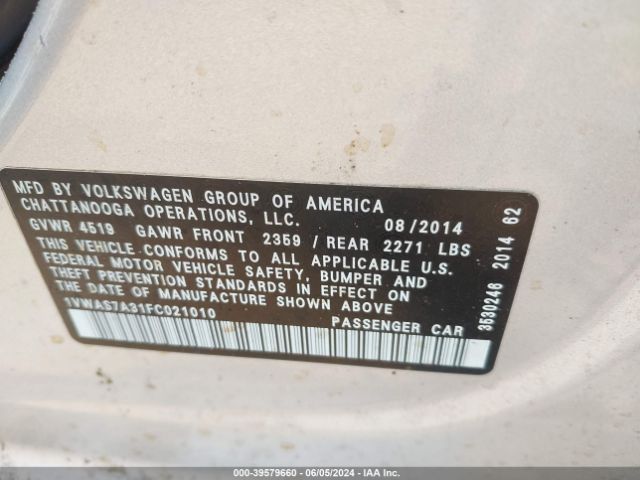 MFD BY VOLKSWAGEN GROUP OF AMERICA
CHATTANOOGA OPERATIONS, LLC.
08/2014
GVWR 4519 GAWR FRONT 2359 / REAR 2271 LBS
THIS VEHICLE CONFORMS TO ALL APPLICABLE U.S.
FEDERAL MOTOR VEHICLE SAFETY, BUMPER AND
THEFT PREVENTION STANDARDS IN EFFECT ON
THE DATE OF MANUFACTURE SHOWN ABOVE
1VWAS7A31FC021010
PASSENGER CAR
3530246 2014 62
000-39579660 - 06/05/2024 - IAA Inc.